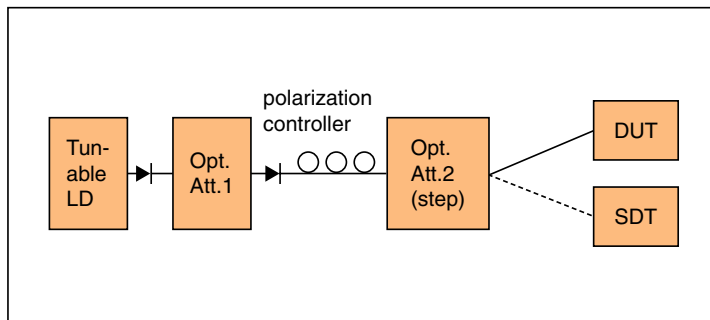 polarization
controller
Tun-
able
LD
Opt.
Att.1
Opt.
Att.2
(step)
DUT
SDT